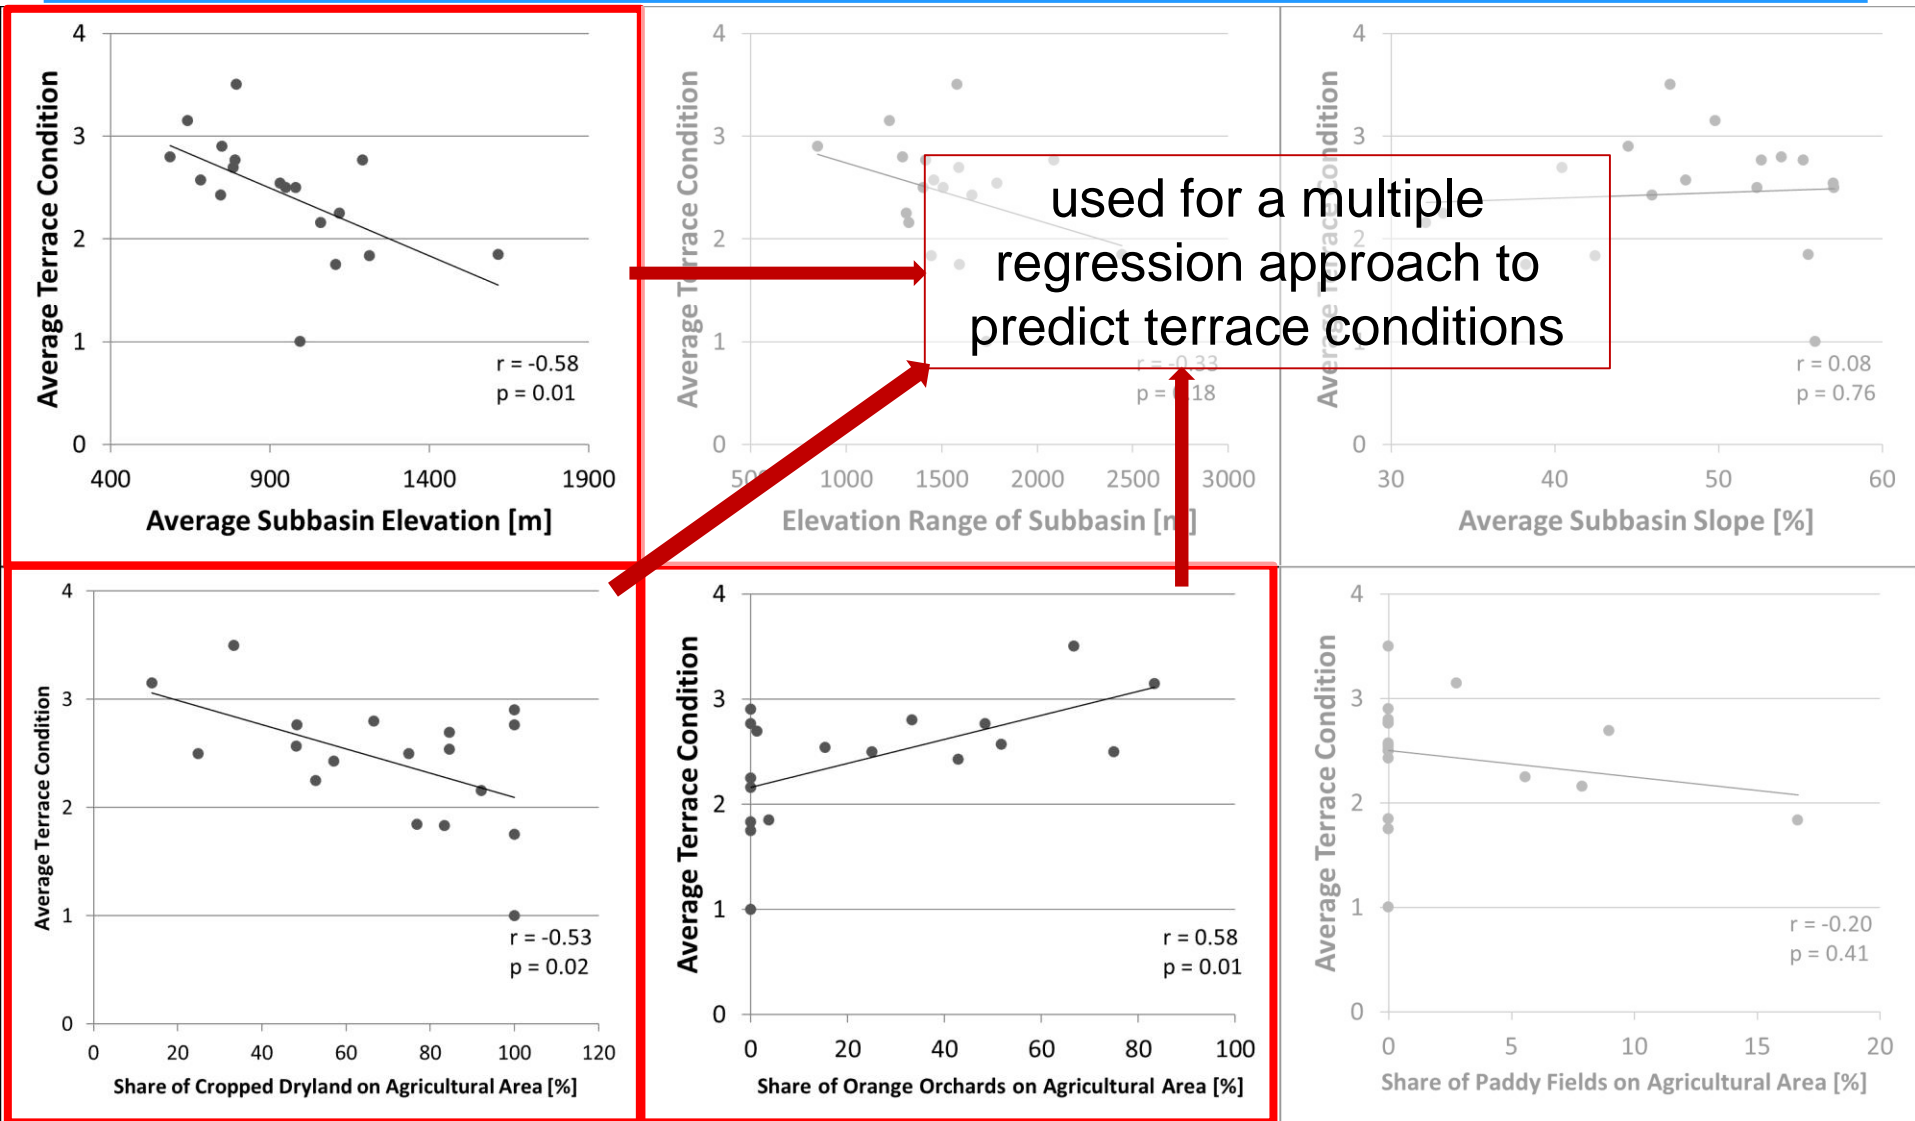 Average Terrace Condition
4
3
2
1
0
400
900
1400
1900
r = -0.58
p = 0.01
Average Subbasin Elevation [m]
Average Terrace Condition
4
3
2
1
0
1000
1500
2000
2500
3000
r = -0.33
Elevation Range of Subbasin
Average Terrace Condition
4
3
2
0
30
40
50
60
r = 0.08
p = 0.76
Average Subbasin Slope [%]
used for a multiple
regression approach to
predict terrace conditions
Average Terrace Condition
4
3
2
1
0
0
20
40
60
80
100
120
r = -0.53
p = 0.02
Share of Cropped Dryland on Agricultural Area [%]
Average Terrace Condition
4
3
2
1
0
0
20
40
60
80
100
r = 0.58
p = 0.01
Share of Orange Orchards on Agricultural Area [%]
Average Terrace Condition
4
3
2
1
0
0
5
10
15
20
r = -0.20
p = 0.41
Share of Paddy Fields on Agricultural Area [%]